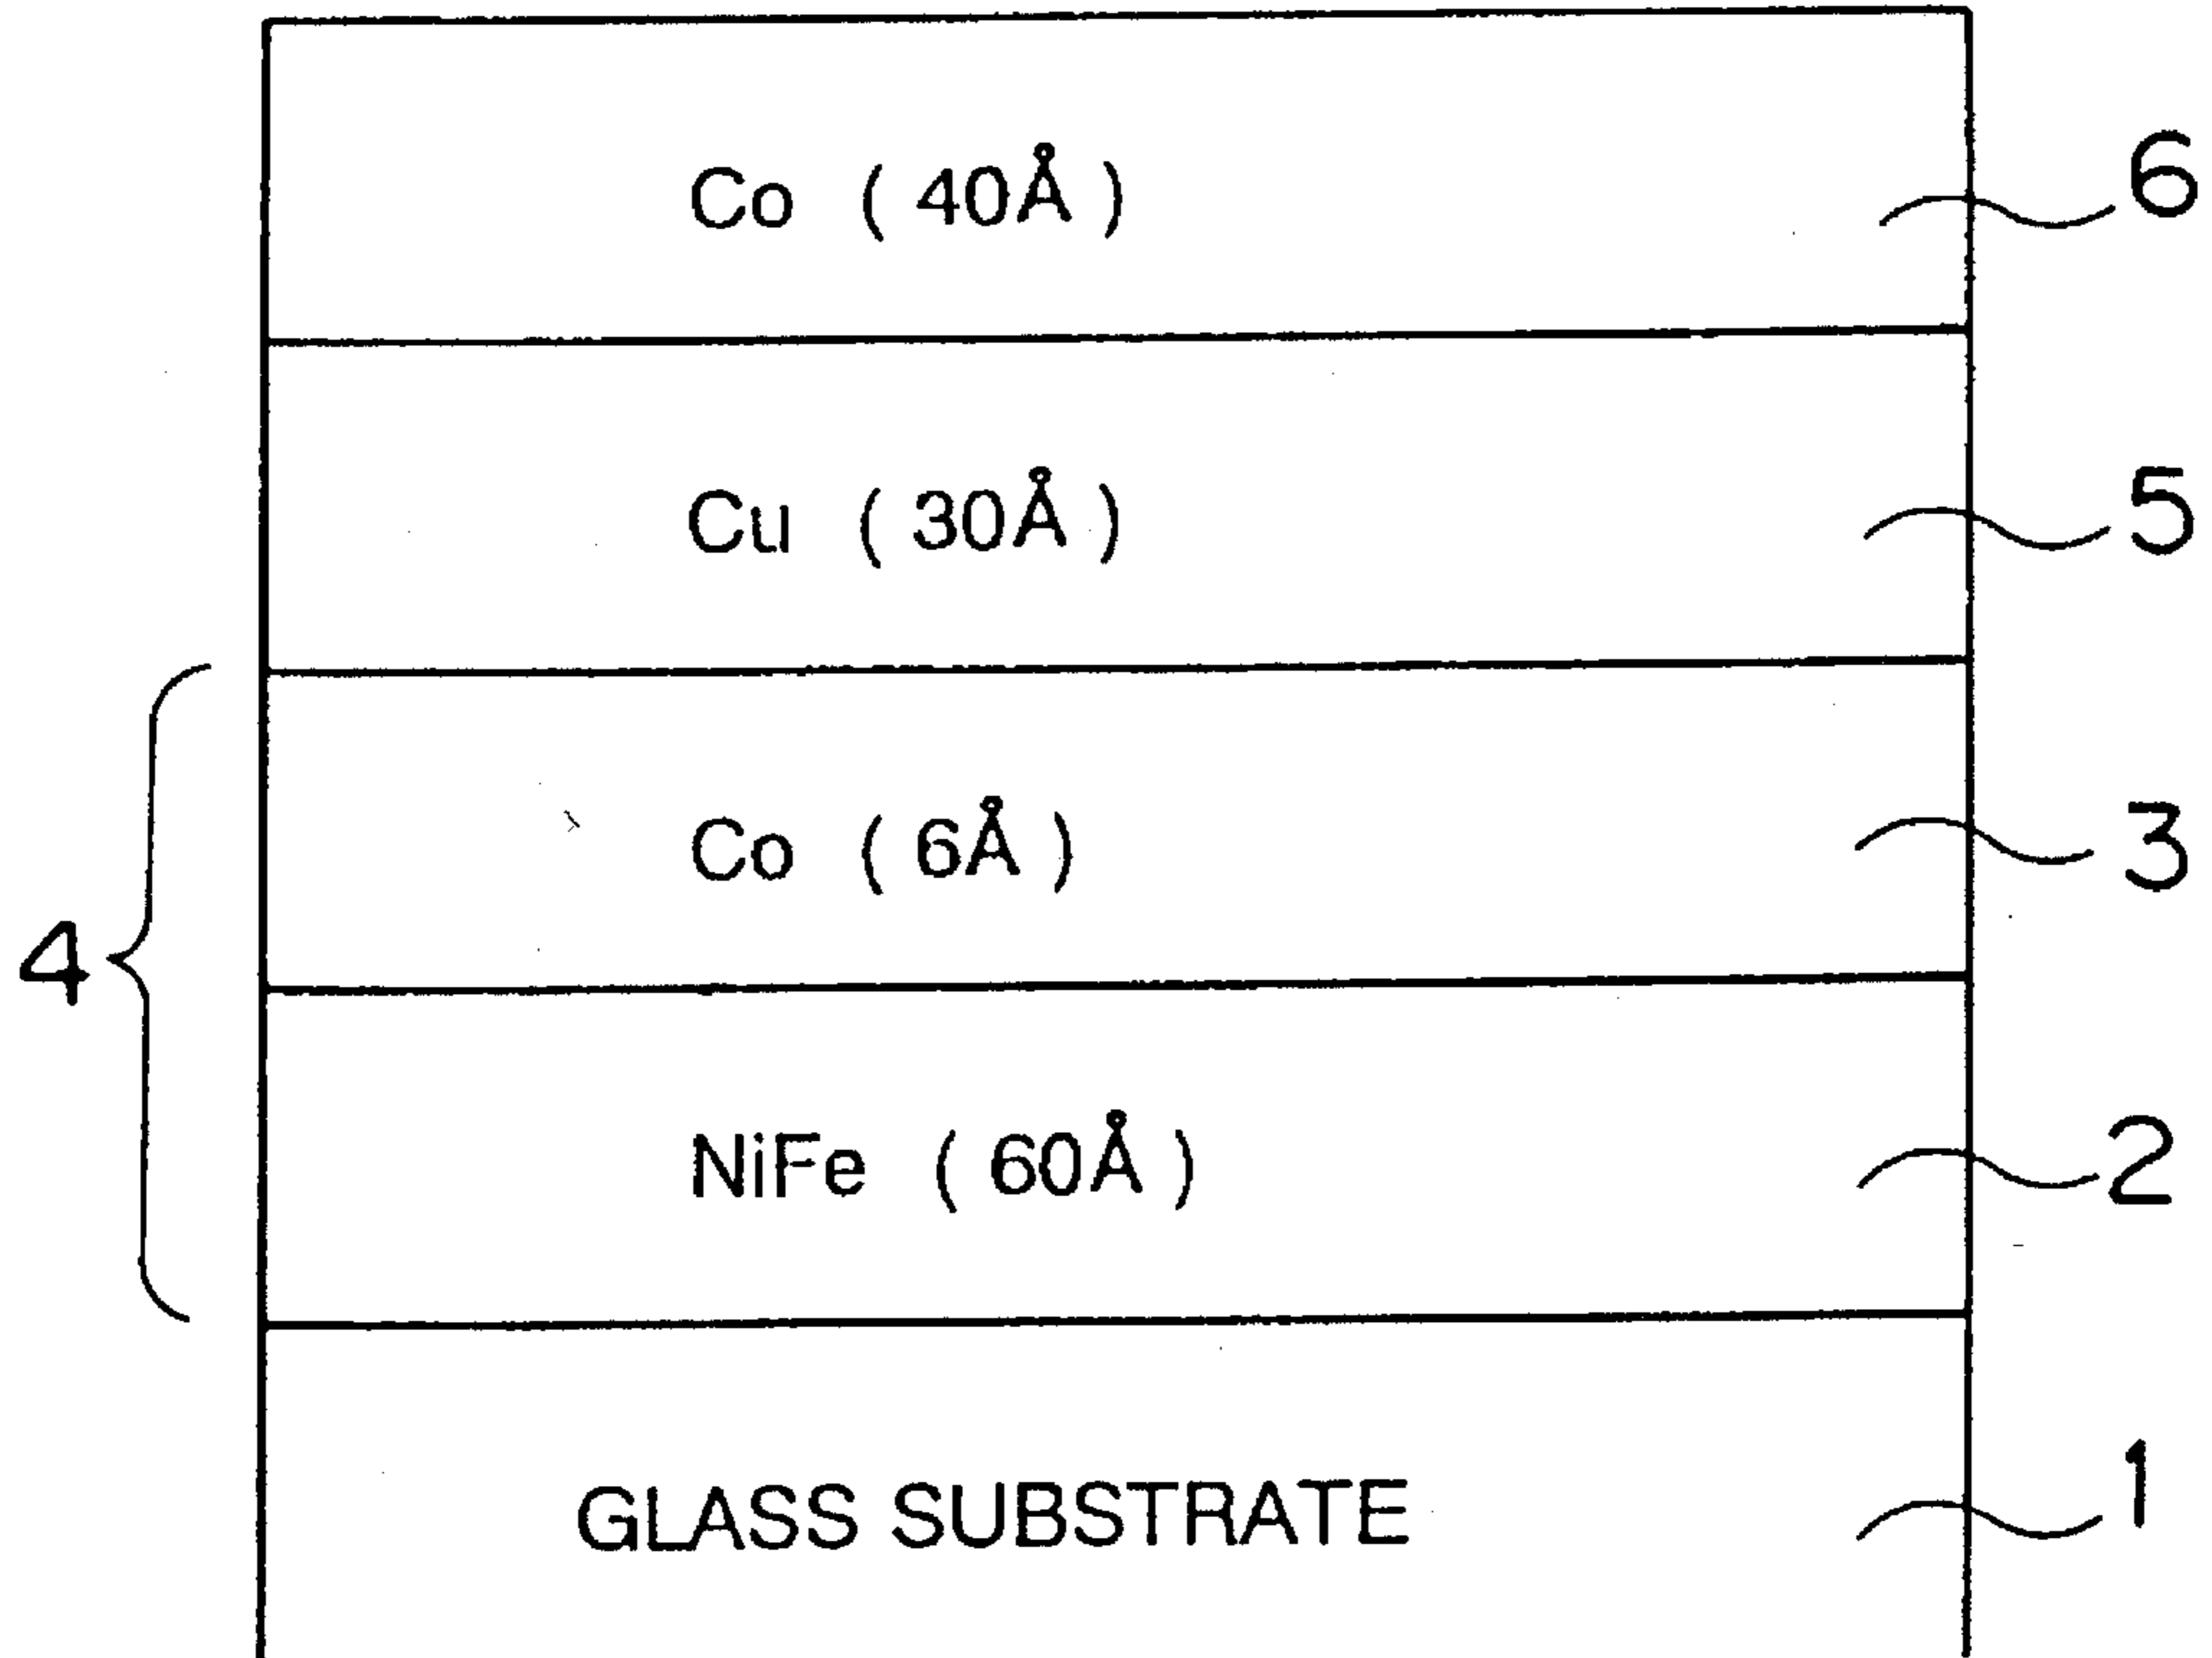 Co ( 40Å ) 6
Cu ( 30Å ) 5
Co ( 6Å ) 3
4
NiFe ( 60Å ) 2
GLASS SUBSTRATE 1